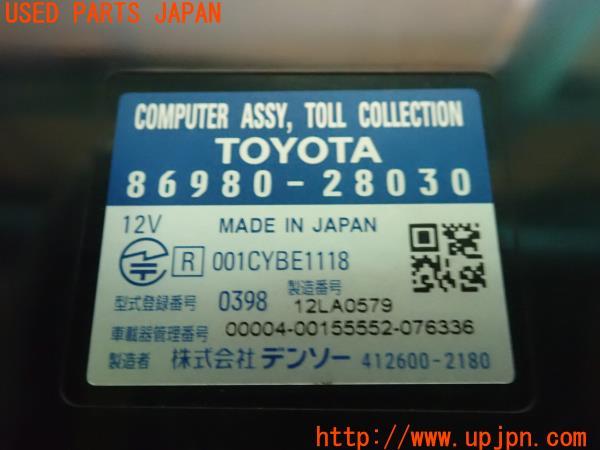 USED PARTS JAPAN
COMPUTER ASSY, TOLL COLLECTION
TOYOTA
86980-28030
12V MADE IN JAPAN
R 001CYBE1118
型式登録番号 0398 製造番号 12LA0579
車載器管理番号 00004-00155552-076336
製造者 株式会社 デンソー 412600-2180
U・P・J
http://www.upjpn.com/